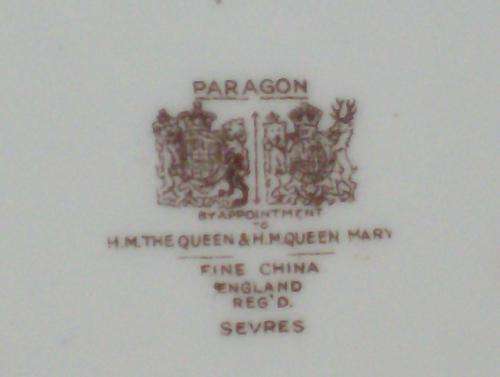 PARAGON
BY APPOINTMENT
TO
H.M. THE QUEEN & H.M. QUEEN MARY
FINE CHINA
ENGLAND
REG'D.
SEVRES